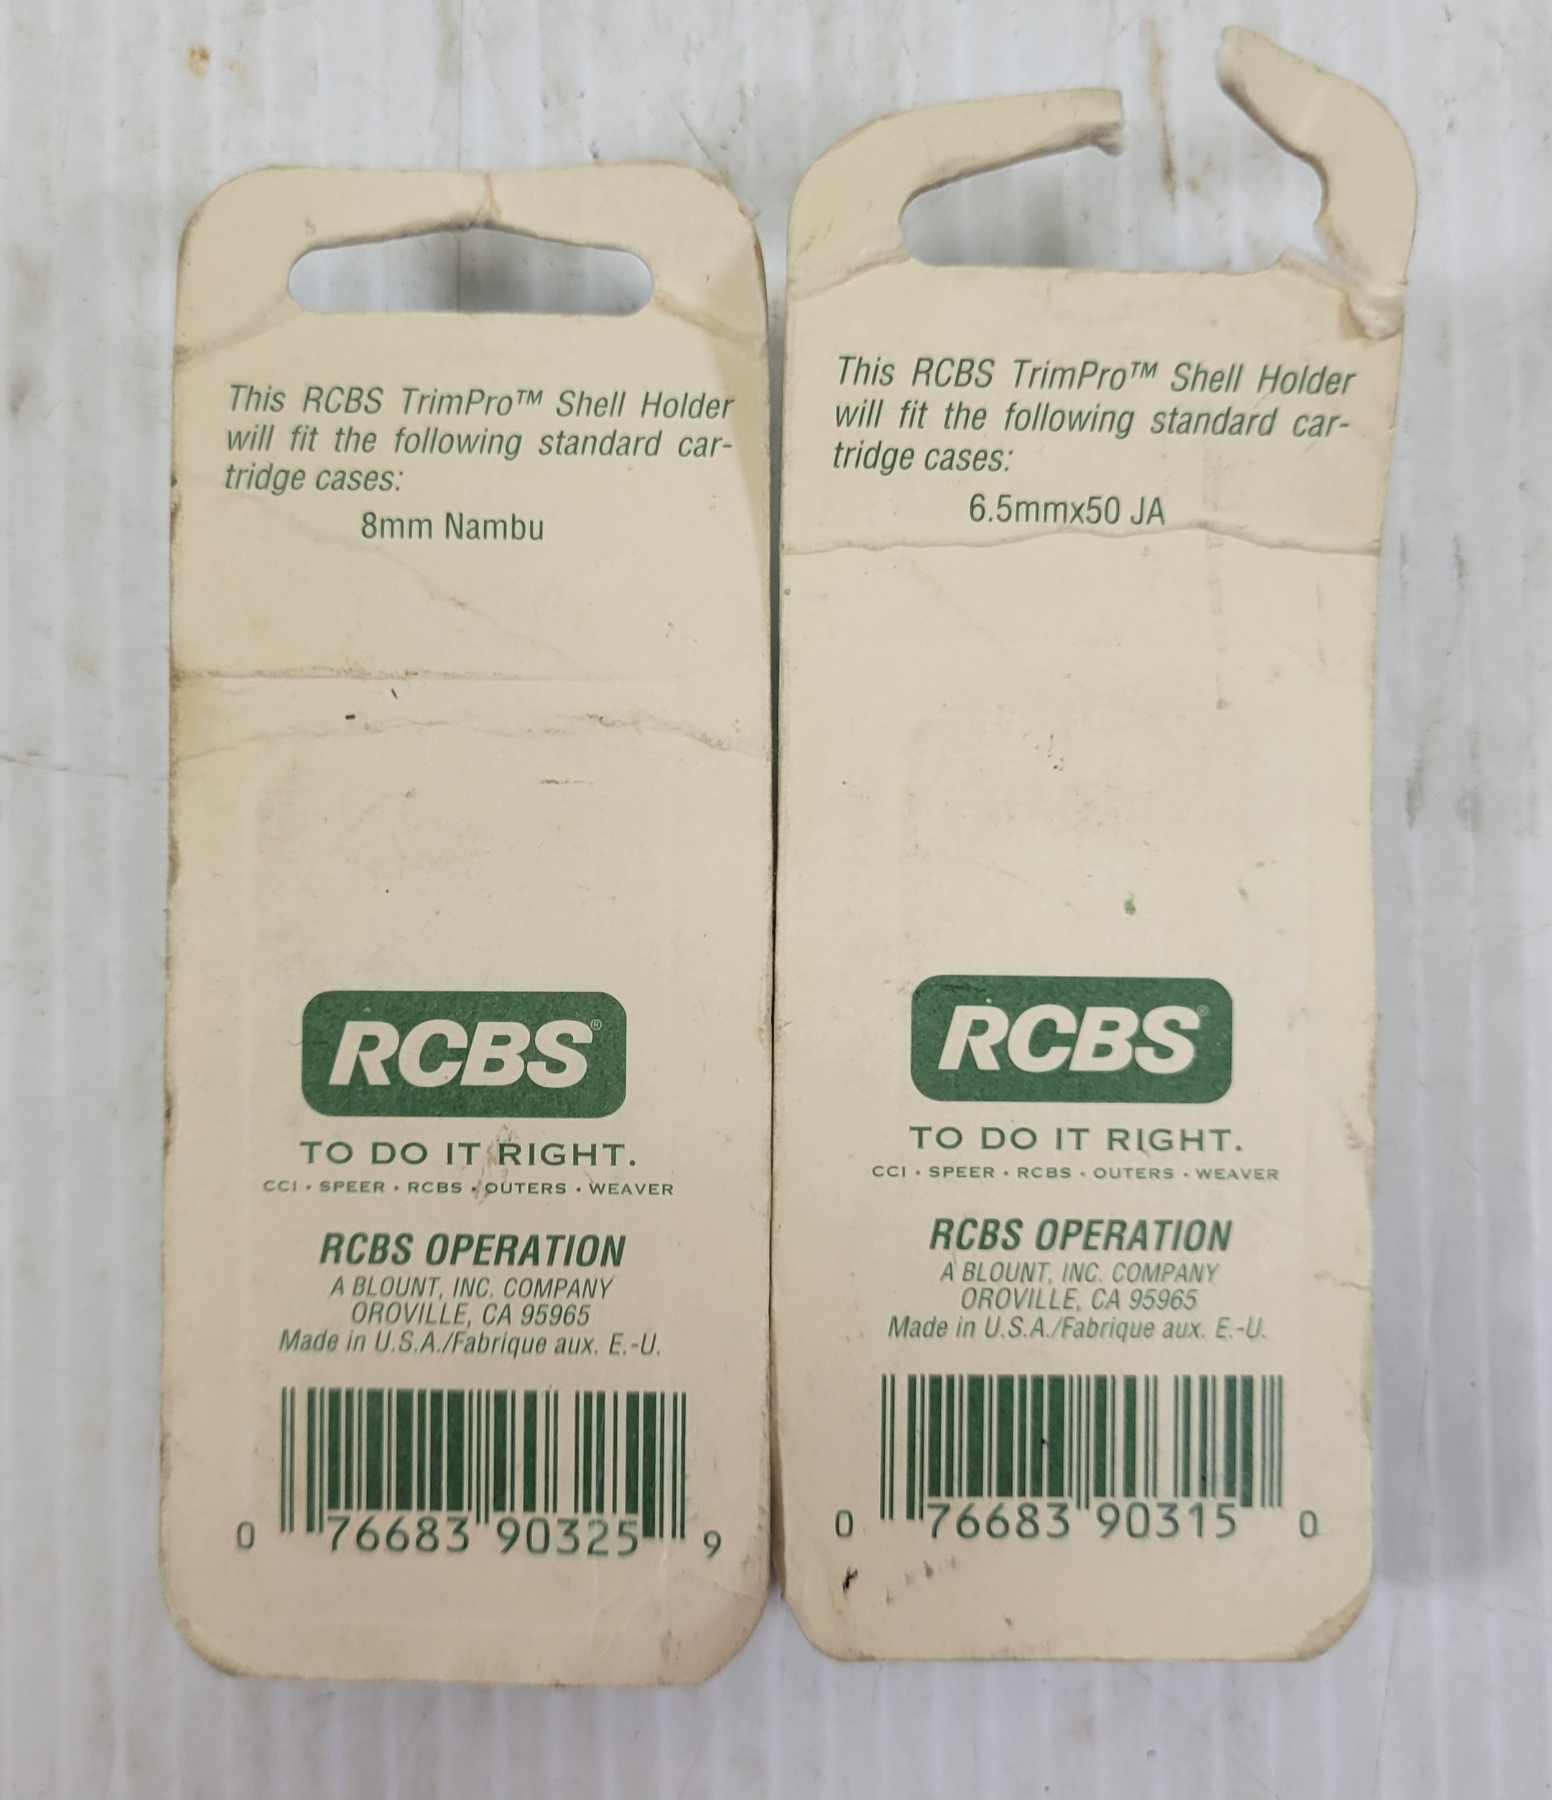 This RCBS TrimPro™ Shell Holder
will fit the following standard car-
tridge cases:
8mm Nambu
RCBS®
TO DO IT RIGHT.
CCI • SPEER • RCBS • OUTERS • WEAVER
RCBS OPERATION
A BLOUNT, INC. COMPANY
OROVILLE, CA 95965
Made in U.S.A./Fabrique aux. E.-U.
0 76683 90325 9
This RCBS TrimPro™ Shell Holder
will fit the following standard car-
tridge cases:
6.5mmx50 JA
RCBS®
TO DO IT RIGHT.
CCI • SPEER • RCBS • OUTERS • WEAVER
RCBS OPERATION
A BLOUNT, INC. COMPANY
OROVILLE, CA 95965
Made in U.S.A./Fabrique aux. E.-U.
0 76683 90315 0